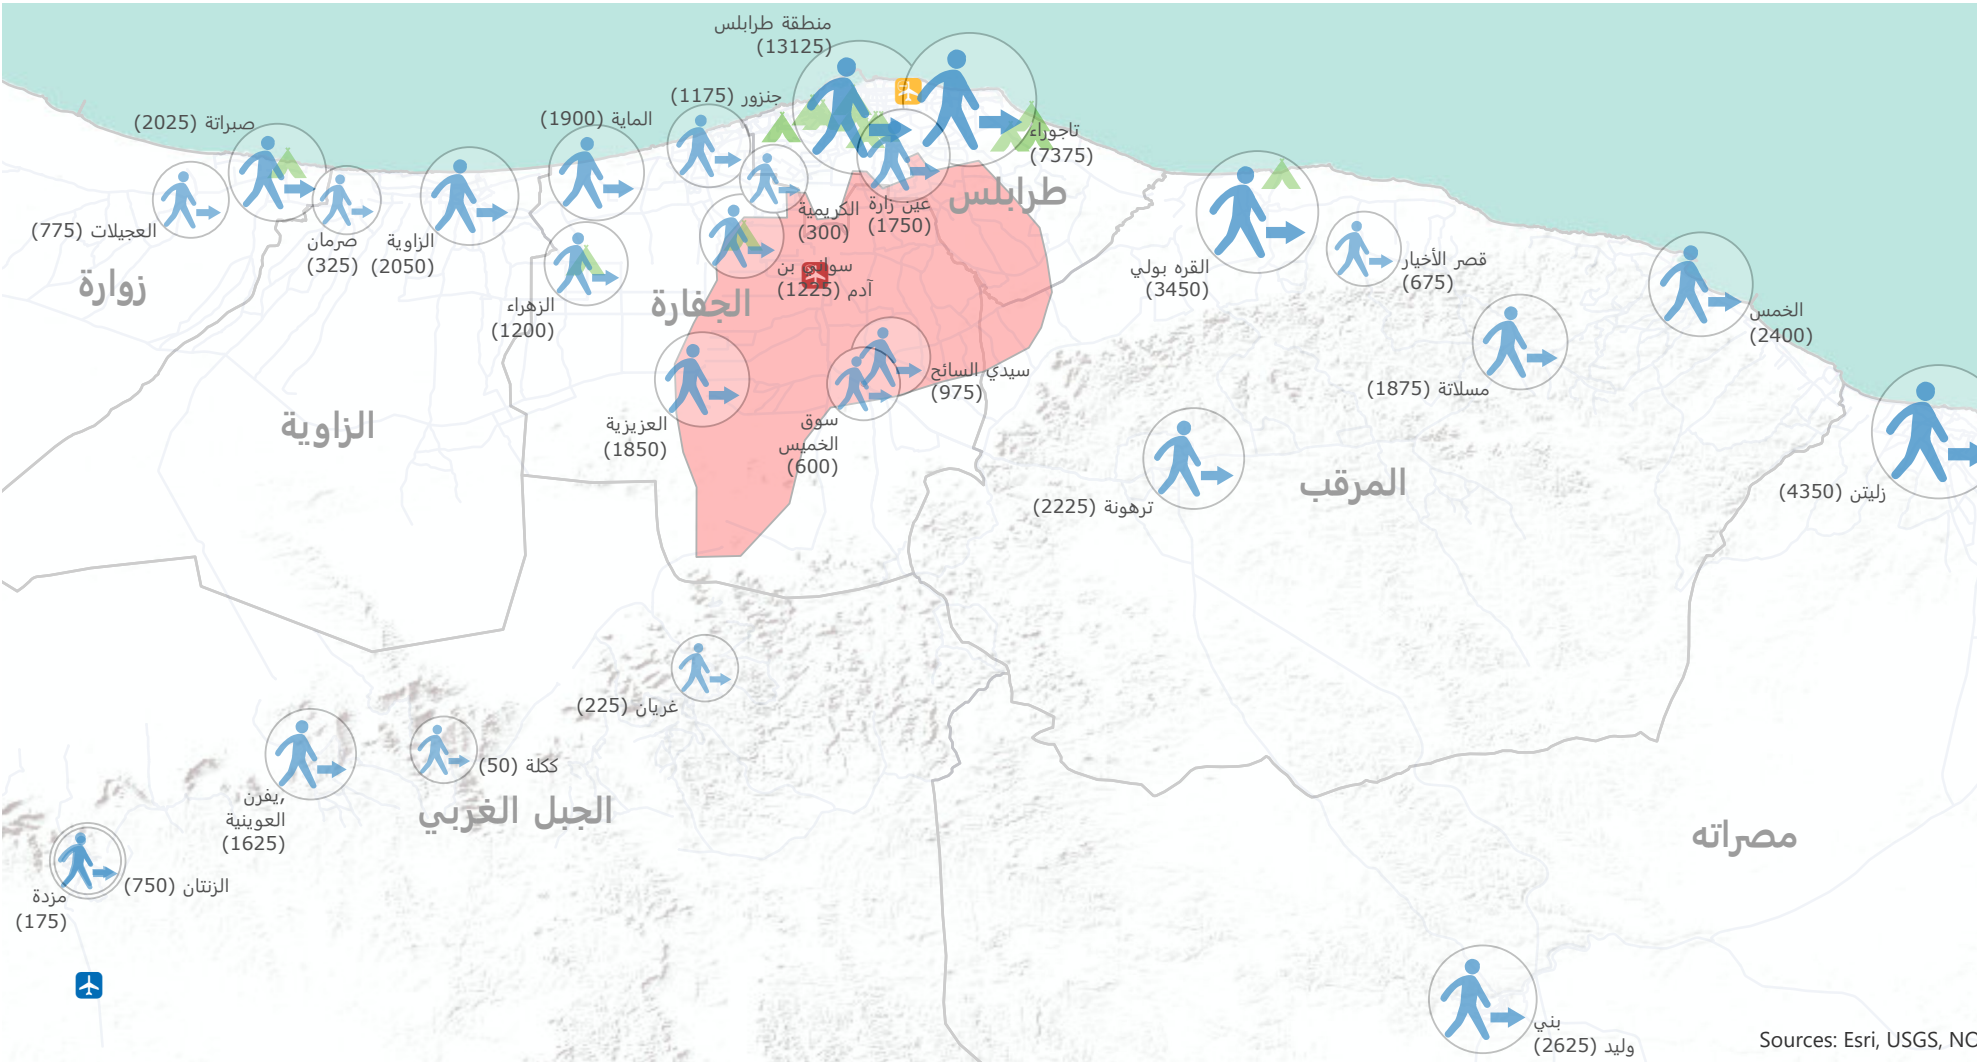 منطقة طرابلس
(13125)
جنزور (1175)
الماية (1900)
صبراتة (2025)
تاجوراء
(7375)
طرابلس
العجيلات (775)
صرمان
(325)
الزاوية
(2050)
الكريمية
(300)
عين زارة
(1750)
القره بولي
(3450)
قصر الأخيار
(675)
زوارة
الزهراء
(1200)
الجفارة
سواني بن
آدم (1225)
الخمس
(2400)
سيدي السائح
(975)
مسلاتة (1875)
الزاوية
العزيزية
(1850)
سوق
الخميس
(600)
المرقب
زليتن (4350)
ترهونة (2225)
غريان (225)
ككلة (50)
يفرن,
العوينية
(1625)
الجبل الغربي
مصراته
الزنتان (750)
مزدة
(175)
بني
وليد (2625)
Sources: Esri, USGS, NO